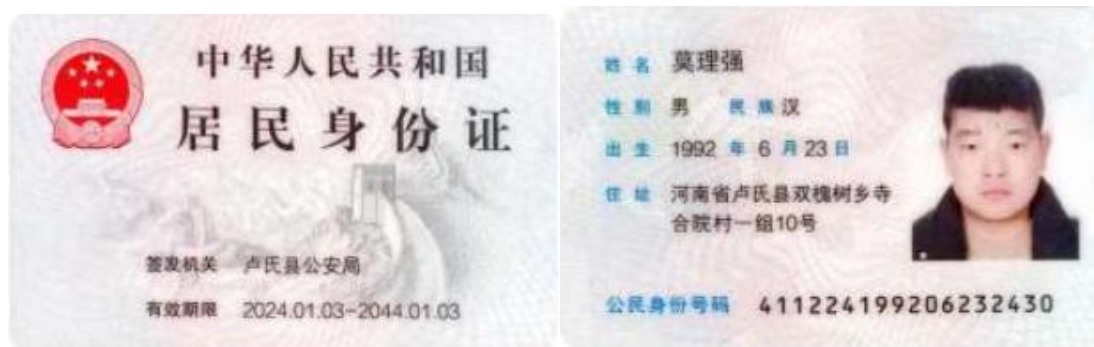 中华人民共和国
居民身份证
签发机关 卢氏县公安局
有效期限 2024.01.03-2044.01.03
姓名 莫理强
性别 男 民族 汉
出生 1992 年 6 月 23 日
住址 河南省卢氏县双槐树乡寺
合院村一组10号
公民身份号码 411224199206232430